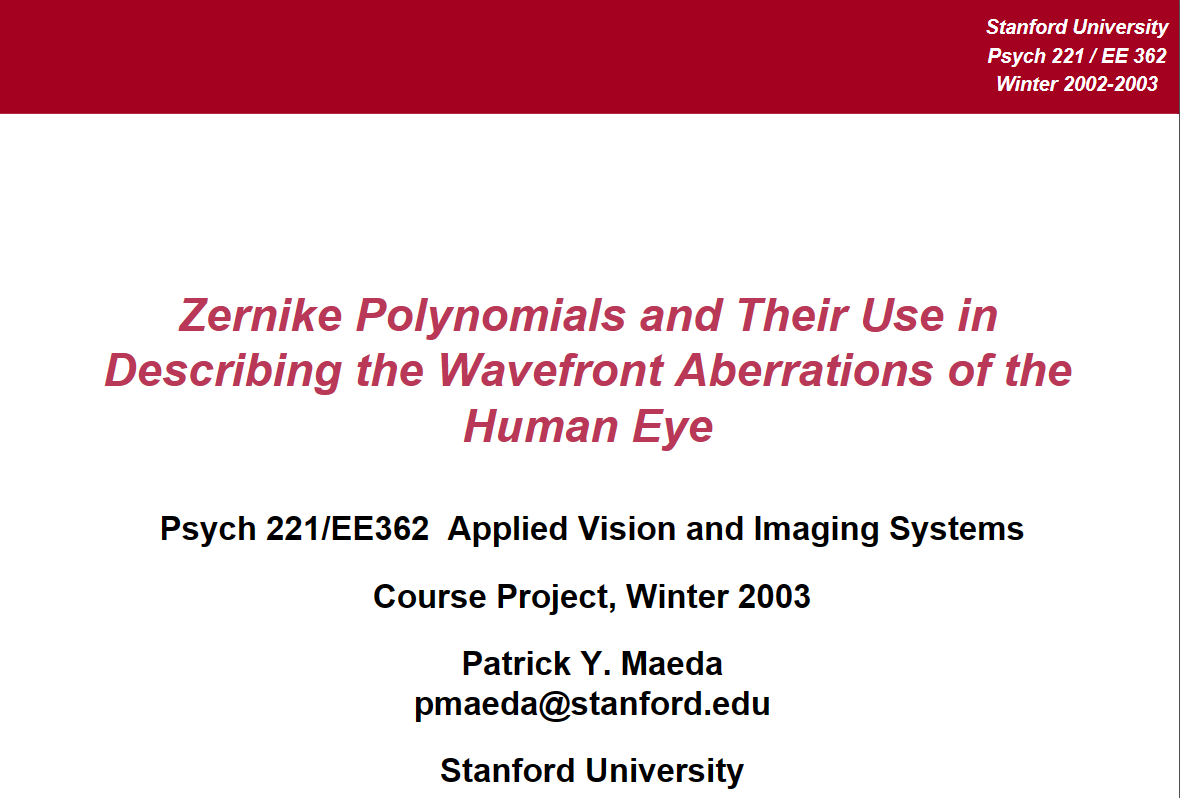 Stanford University
Psych 221 / EE 362
Winter 2002-2003
Zernike Polynomials and Their Use in
Describing the Wavefront Aberrations of the
Human Eye
Psych 221/EE362  Applied Vision and Imaging Systems
Course Project, Winter 2003
Patrick Y. Maeda
pmaeda@stanford.edu
Stanford University